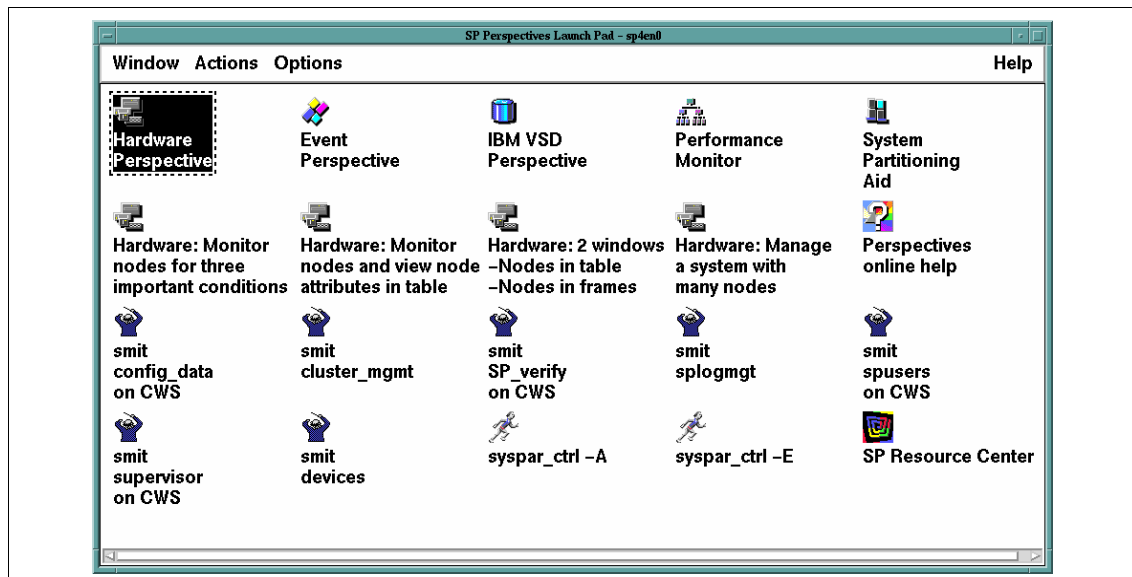 SP Perspectives Launch Pad – sp4en0
Window Actions Options Help
Hardware
Perspective
Event
Perspective
IBM VSD
Perspective
Performance
Monitor
System
Partitioning
Aid
Hardware: Monitor
nodes for three
important conditions
Hardware: Monitor
nodes and view node
attributes in table
Hardware: 2 windows
–Nodes in table
–Nodes in frames
Hardware: Manage
a system with
many nodes
Perspectives
online help
smit
config_data
on CWS
smit
cluster_mgmt
smit
SP_verify
on CWS
smit
splogmgt
smit
spusers
on CWS
smit
supervisor
on CWS
smit
devices
syspar_ctrl –A
syspar_ctrl –E
SP Resource Center